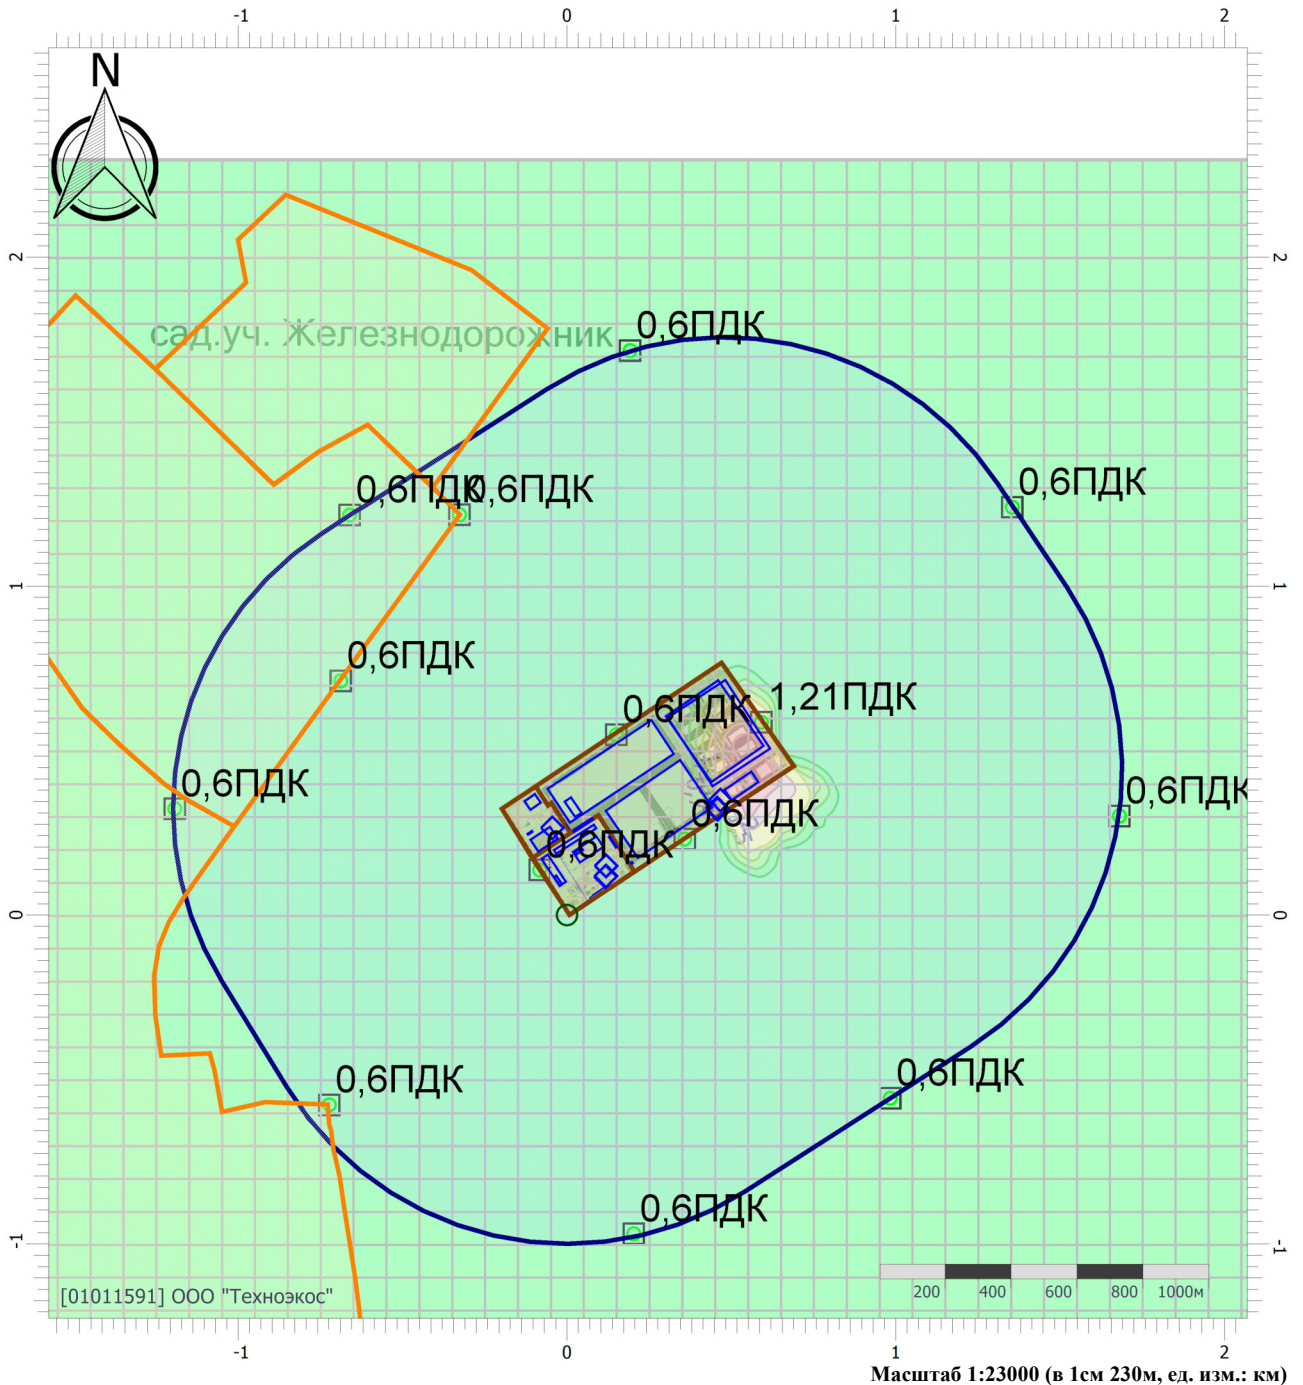 -1 0 1 2
N
2 2
сад.уч. Железнодорожник
0,6ПДК
0,6ПДК
0,6ПДК 0,6ПДК
1 1
0,6ПДК
1,21ПДК
0,6ПДК
0,6ПДК
0,6ПДК
0,6ПДК
0,6ПДК
0 0
0,6ПДК
0,6ПДК
0,6ПДК
-1 -1
200 400 600 800 1000м
[01011591] ООО "Техноэкос"
-1 0 1 2
Масштаб 1:23000 (в 1см 230м, ед. изм.: км)